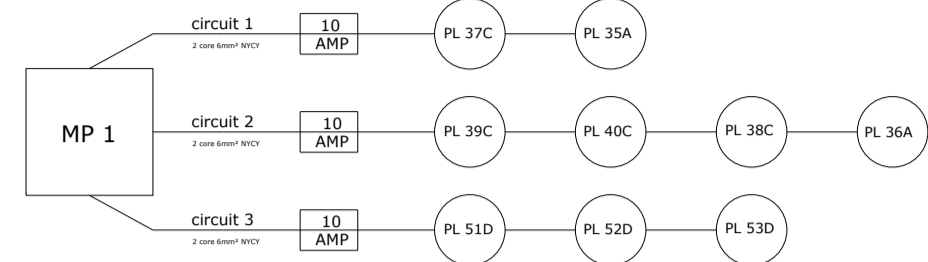 circuit 1
2 core 6mm² NYCY
10
AMP
PL 37C
PL 35A
MP 1
circuit 2
2 core 6mm² NYCY
10
AMP
PL 39C
PL 40C
PL 38C
PL 36A
circuit 3
2 core 6mm² NYCY
10
AMP
PL 51D
PL 52D
PL 53D